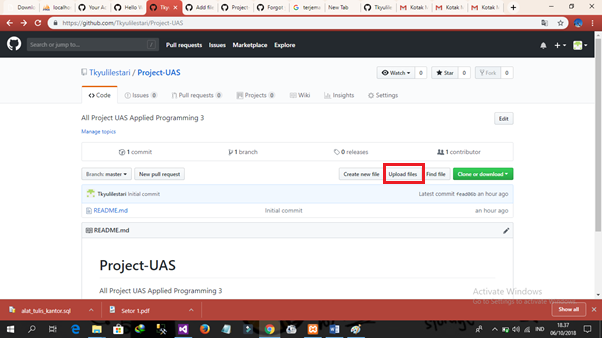 Downlo
localho
Your A
Hello W
Tky
Add file
Project
Forgot
terjema
New Tab
Tkyulile
Kotak M
Kotak M
Kotak M
https://github.com/Tkyulilestari/Project-UAS
Search or jump to...
Pull requests Issues Marketplace Explore
Tkyulilestari / Project-UAS
Watch 0 Star 0 Fork 0
Code Issues 0 Pull requests 0 Projects 0 Wiki Insights Settings
All Project UAS Applied Programming 3 Edit
Manage topics
1 commit 1 branch 0 releases 1 contributor
Branch: master New pull request Create new file Upload files Find file Clone or download
Tkyulilestari Initial commit Latest commit an hour ago
README.md Initial commit an hour ago
README.md
Project-UAS
All Project UAS Applied Programming 3
Activate Windows
Go to Settings to activate Windows.
alat_tulis_kantor.sql Setor 1.pdf Show all
IND 18.37
06/10/2018